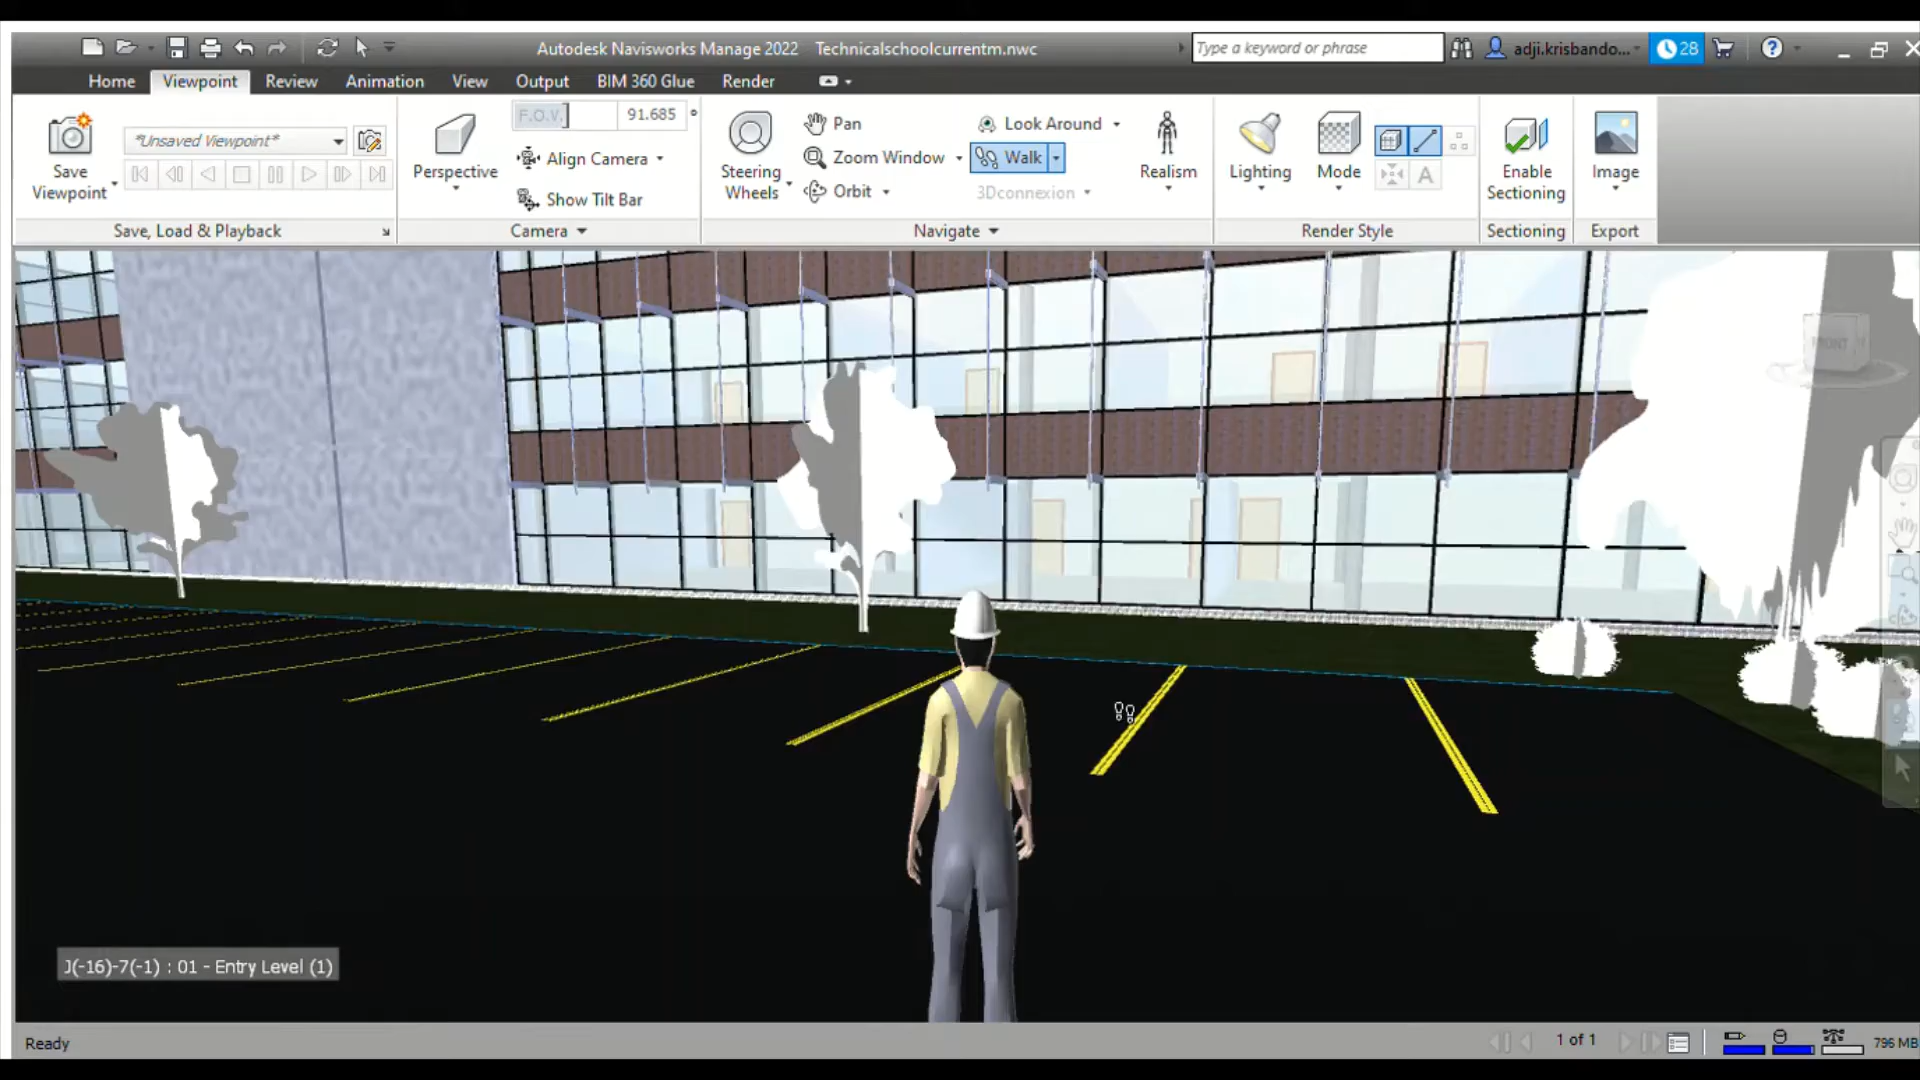 Autodesk Navisworks Manage 2022 Technicalschoolcurrentm.nwc
Type a keyword or phrase
adji.krisbando...
28
Home Viewpoint Review Animation View Output BIM 360 Glue Render
Save Viewpoint
*Unsaved Viewpoint*
Save, Load & Playback
Perspective
F.O.V. 91.685 °
Align Camera
Show Tilt Bar
Camera
Steering Wheels
Pan
Zoom Window
Orbit
Look Around
Walk
3Dconnexion
Realism
Navigate
Lighting
Mode
A
Render Style
Enable Sectioning
Sectioning
Image
Export
FRONT
J(-16)-7(-1) : 01 - Entry Level (1)
Ready
1 of 1
796 MB